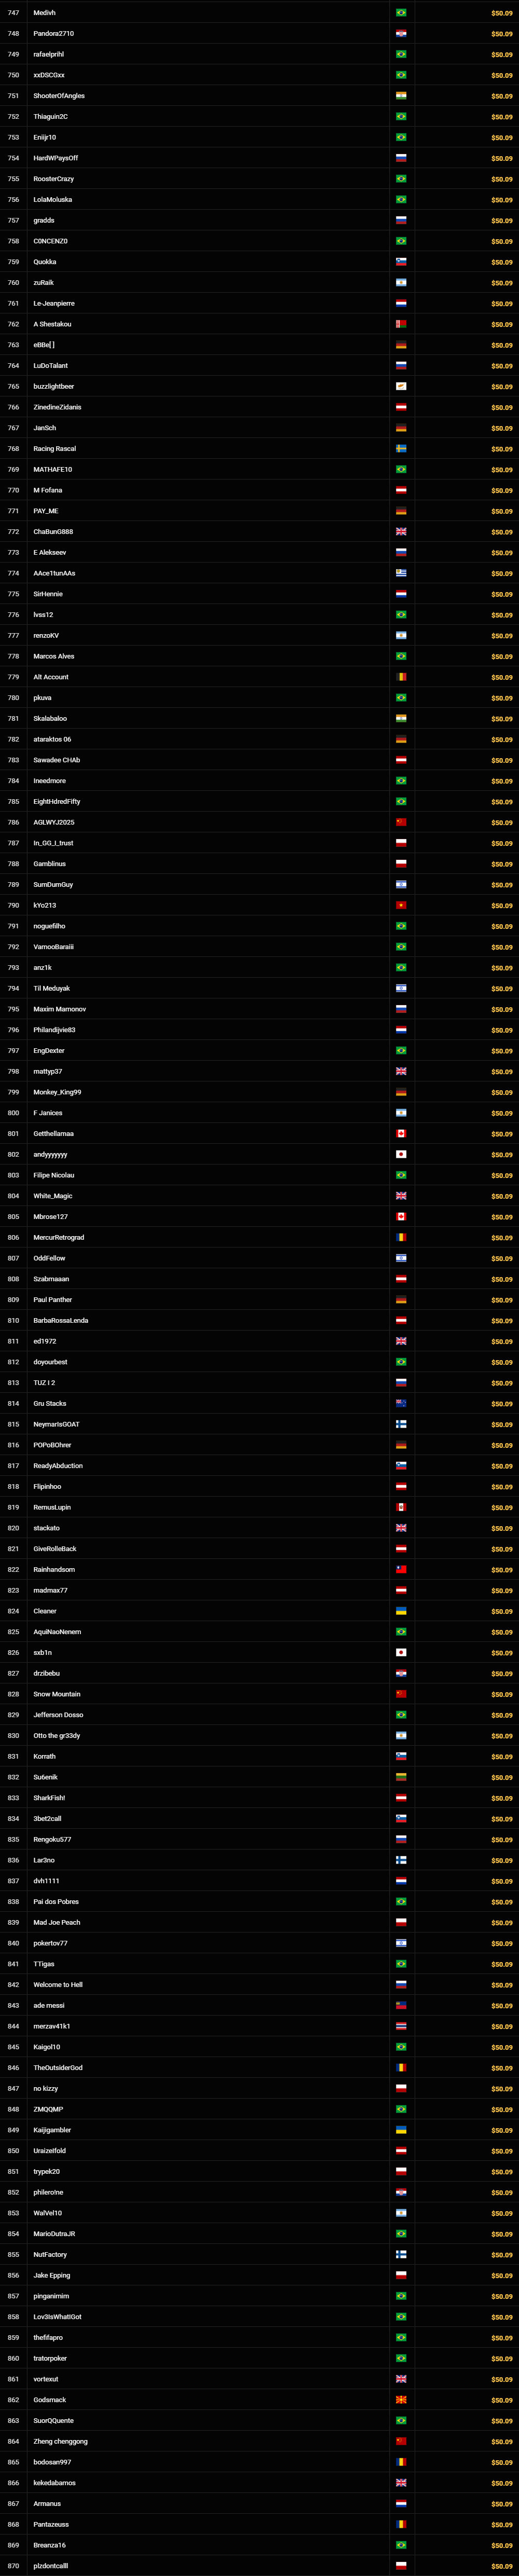 747 Medivh $50.09
748 Pandora2710 $50.09
749 rafaelprihl $50.09
750 xxDSCGxx $50.09
751 ShooterOfAngles $50.09
752 Thiaguin2C $50.09
753 Eniijr10 $50.09
754 HardWPaysOff $50.09
755 RoosterCrazy $50.09
756 LolaMoluska $50.09
757 gradds $50.09
758 C0NCENZ0 $50.09
759 Quokka $50.09
760 zuRaik $50.09
761 Le-Jeanpierre $50.09
762 A Shestakou $50.09
763 eBBe[ ] $50.09
764 LuDoTalant $50.09
765 buzzlightbeer $50.09
766 ZinedineZidanis $50.09
767 JanSch $50.09
768 Racing Rascal $50.09
769 MATHAFE10 $50.09
770 M Fofana $50.09
771 PAY_ME $50.09
772 ChaBunG888 $50.09
773 E Alekseev $50.09
774 AAce1tunAAs $50.09
775 SirHennie $50.09
776 lvss12 $50.09
777 renzoKV $50.09
778 Marcos Alves $50.09
779 Alt Account $50.09
780 pkuva $50.09
781 Skalabaloo $50.09
782 ataraktos 06 $50.09
783 Sawadee CHAb $50.09
784 Ineedmore $50.09
785 EightHdredFifty $50.09
786 AGLWYJ2025 $50.09
787 In_GG_I_trust $50.09
788 Gamblinus $50.09
789 SumDumGuy $50.09
790 kYo213 $50.09
791 noguefilho $50.09
792 VamooBaraiii $50.09
793 anz1k $50.09
794 Til Meduyak $50.09
795 Maxim Mamonov $50.09
796 Philandijvie83 $50.09
797 EngDexter $50.09
798 mattyp37 $50.09
799 Monkey_King99 $50.09
800 F Janices $50.09
801 Getthellamaa $50.09
802 andyyyyyyy $50.09
803 Filipe Nicolau $50.09
804 White_Magic $50.09
805 Mbrose127 $50.09
806 MercurRetrograd $50.09
807 OddFellow $50.09
808 Szabmaaan $50.09
809 Paul Panther $50.09
810 BarbaRossaLenda $50.09
811 ed1972 $50.09
812 doyourbest $50.09
813 TUZ I 2 $50.09
814 Gru Stacks $50.09
815 NeymarIsGOAT $50.09
816 POPoBOhrer $50.09
817 ReadyAbduction $50.09
818 Flipinhoo $50.09
819 RemusLupin $50.09
820 stackato $50.09
821 GiveRolleBack $50.09
822 Rainhandsom $50.09
823 madmax77 $50.09
824 Cleaner $50.09
825 AquiNaoNenem $50.09
826 sxb1n $50.09
827 drzibebu $50.09
828 Snow Mountain $50.09
829 Jefferson Dosso $50.09
830 Otto the gr33dy $50.09
831 Korrath $50.09
832 Su6enik $50.09
833 SharkFish! $50.09
834 3bet2call $50.09
835 Rengoku577 $50.09
836 Lar3no $50.09
837 dvh1111 $50.09
838 Pai dos Pobres $50.09
839 Mad Joe Peach $50.09
840 pokertov77 $50.09
841 TTigas $50.09
842 Welcome to Hell $50.09
843 ade messi $50.09
844 merzav41k1 $50.09
845 Kaigol10 $50.09
846 TheOutsiderGod $50.09
847 no kizzy $50.09
848 ZMQQMP $50.09
849 Kaijigambler $50.09
850 UraizeIfold $50.09
851 trypek20 $50.09
852 philero!ne $50.09
853 WalVel10 $50.09
854 MarioDutraJR $50.09
855 NutFactory $50.09
856 Jake Epping $50.09
857 pinganimim $50.09
858 Lov3IsWhatIGot $50.09
859 thefifapro $50.09
860 tratorpoker $50.09
861 vortexut $50.09
862 Godsmack $50.09
863 SuorQQuente $50.09
864 Zheng chenggong $50.09
865 bodosan997 $50.09
866 kekedabamos $50.09
867 Armanus $50.09
868 Pantazeuss $50.09
869 Breanza16 $50.09
870 plzdontcalll $50.09